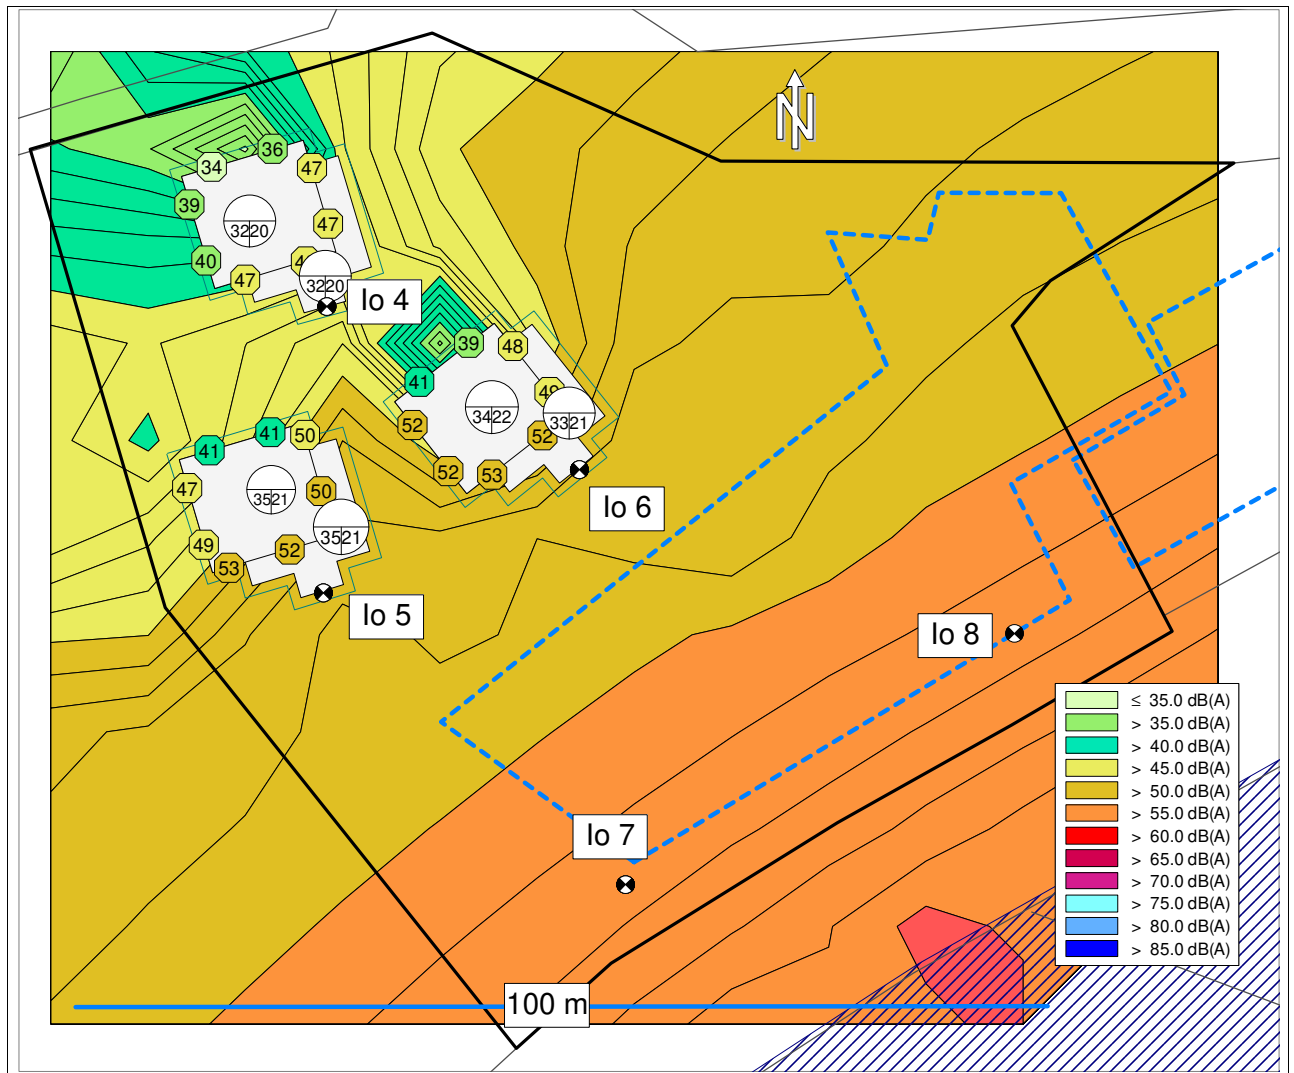 N
36
34
47
39
3220
47
40
47
3220
Io 4
39
48
41
3422
3321
52
52
52
53
41
41
50
47
3521
50
3521
49
52
53
Io 6
Io 5
Io 8
Io 7
100 m
≤ 35.0 dB(A)
> 35.0 dB(A)
> 40.0 dB(A)
> 45.0 dB(A)
> 50.0 dB(A)
> 55.0 dB(A)
> 60.0 dB(A)
> 65.0 dB(A)
> 70.0 dB(A)
> 75.0 dB(A)
> 80.0 dB(A)
> 85.0 dB(A)